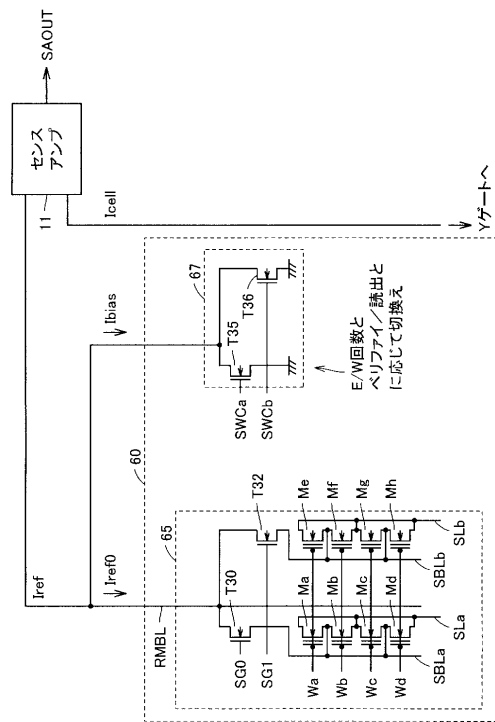 センス
アンプ
11
SAOUT
Iref
Icell
Yゲートへ
Ibias
Iref0
60
67
T35
T36
SWCa
SWCb
E/W回数と
ベリファイ/読出と
に応じて切換え
RMBL
65
T30
T32
SG0
SG1
Ma
Mb
Mc
Md
Me
Mf
Mg
Mh
Wa
Wb
Wc
Wd
SBLa
SLa
SBLb
SLb